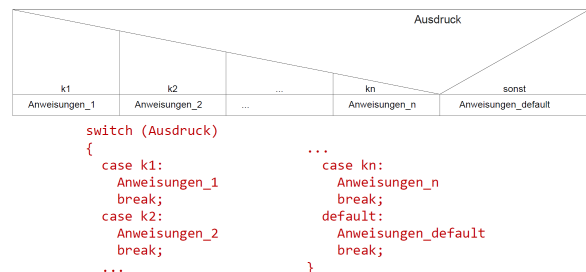 Ausdruck
k1 k2 ... kn sonst
Anweisungen_1 Anweisungen_2 ... Anweisungen_n Anweisungen_default
switch (Ausdruck)
{
case k1:
Anweisungen_1
break;
case k2:
Anweisungen_2
break;
...
...
case kn:
Anweisungen_n
break;
default:
Anweisungen_default
break;
}